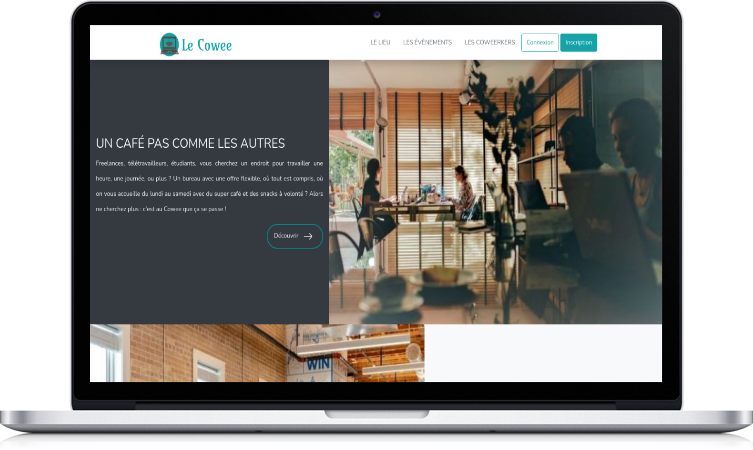 Le Cowee
LE LIEU LES ÉVÉNEMENTS LES COWEERKERS Connexion Inscription
UN CAFÉ PAS COMME LES AUTRES
Freelances, télétravailleurs, étudiants, vous cherchez un endroit pour travailler une
heure, une journée, ou plus ? Un bureau avec une offre flexible, où tout est compris, où
on vous accueille du lundi au samedi avec du super café et des snacks à volonté ? Alors
ne cherchez plus : c'est au Cowee que ça se passe !
Découvrir
WIN